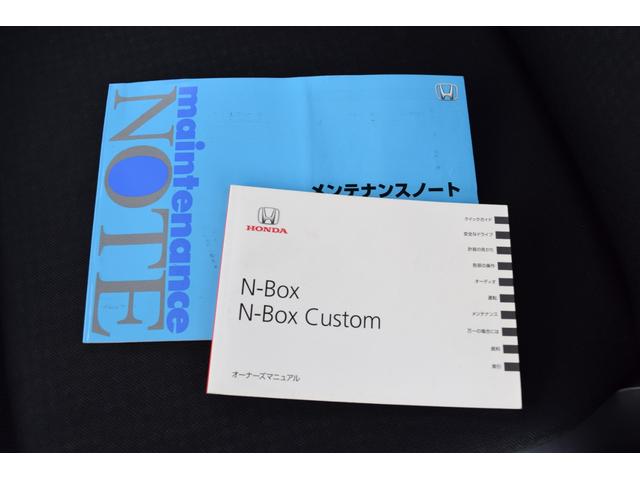 maintenance
NOTE
メンテナンスノート
HONDA
N-Box
N-Box Custom
オーナーズマニュアル
クイックガイド
安全なドライブ
計器の見かた
各部の操作
オーディオ
運転
メンテナンス
万一の場合には
資料
索引